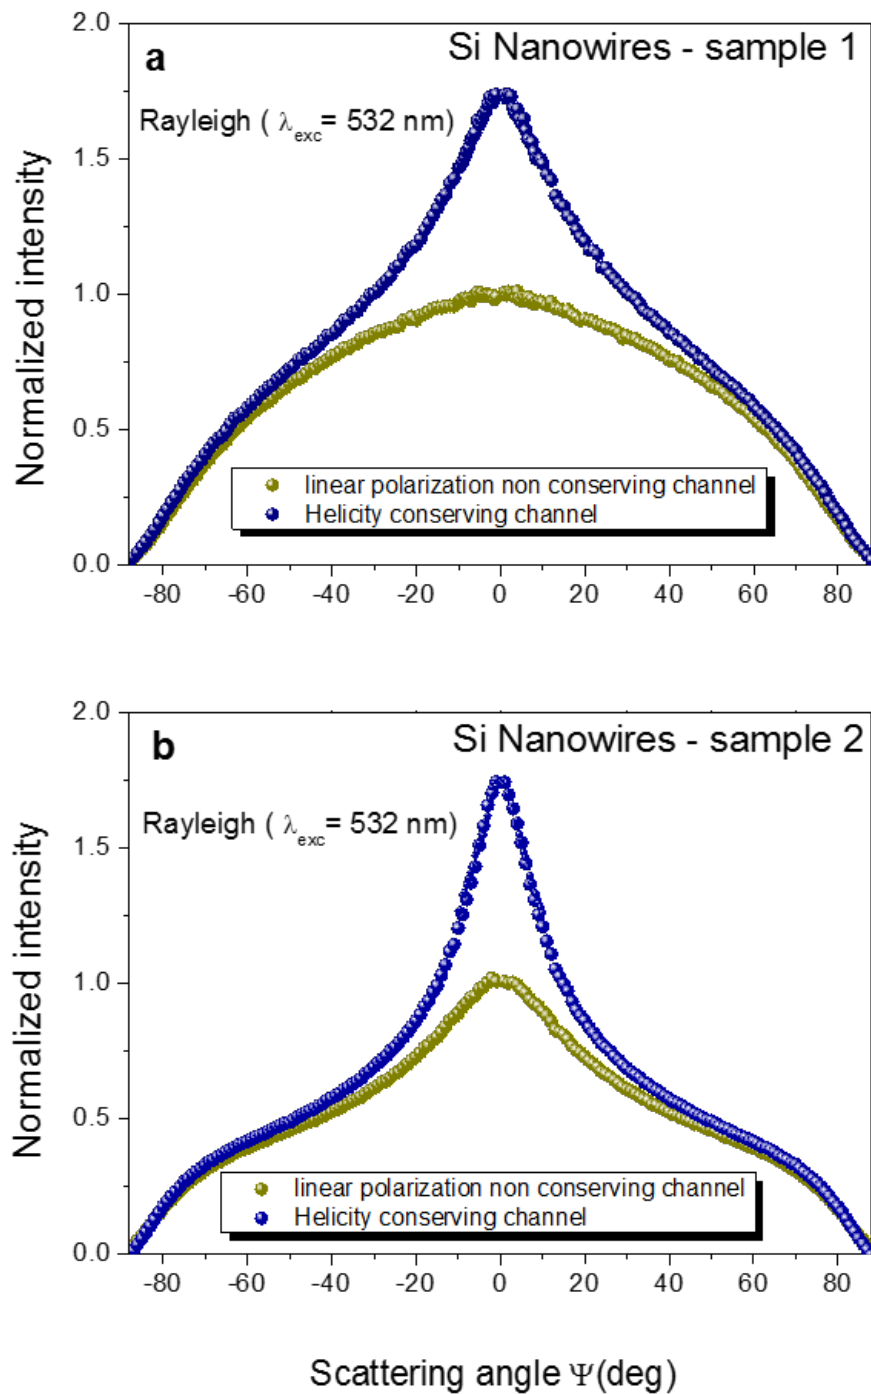 a
Si Nanowires - sample 1
Rayleigh ( λexc= 532 nm)
Normalized intensity
2.0
1.5
1.0
0.5
0.0
linear polarization non conserving channel
Helicity conserving channel
-80 -60 -40 -20 0 20 40 60 80
b
Si Nanowires - sample 2
Rayleigh ( λexc= 532 nm)
Normalized intensity
2.0
1.5
1.0
0.5
0.0
linear polarization non conserving channel
Helicity conserving channel
-80 -60 -40 -20 0 20 40 60 80
Scattering angle Ψ(deg)